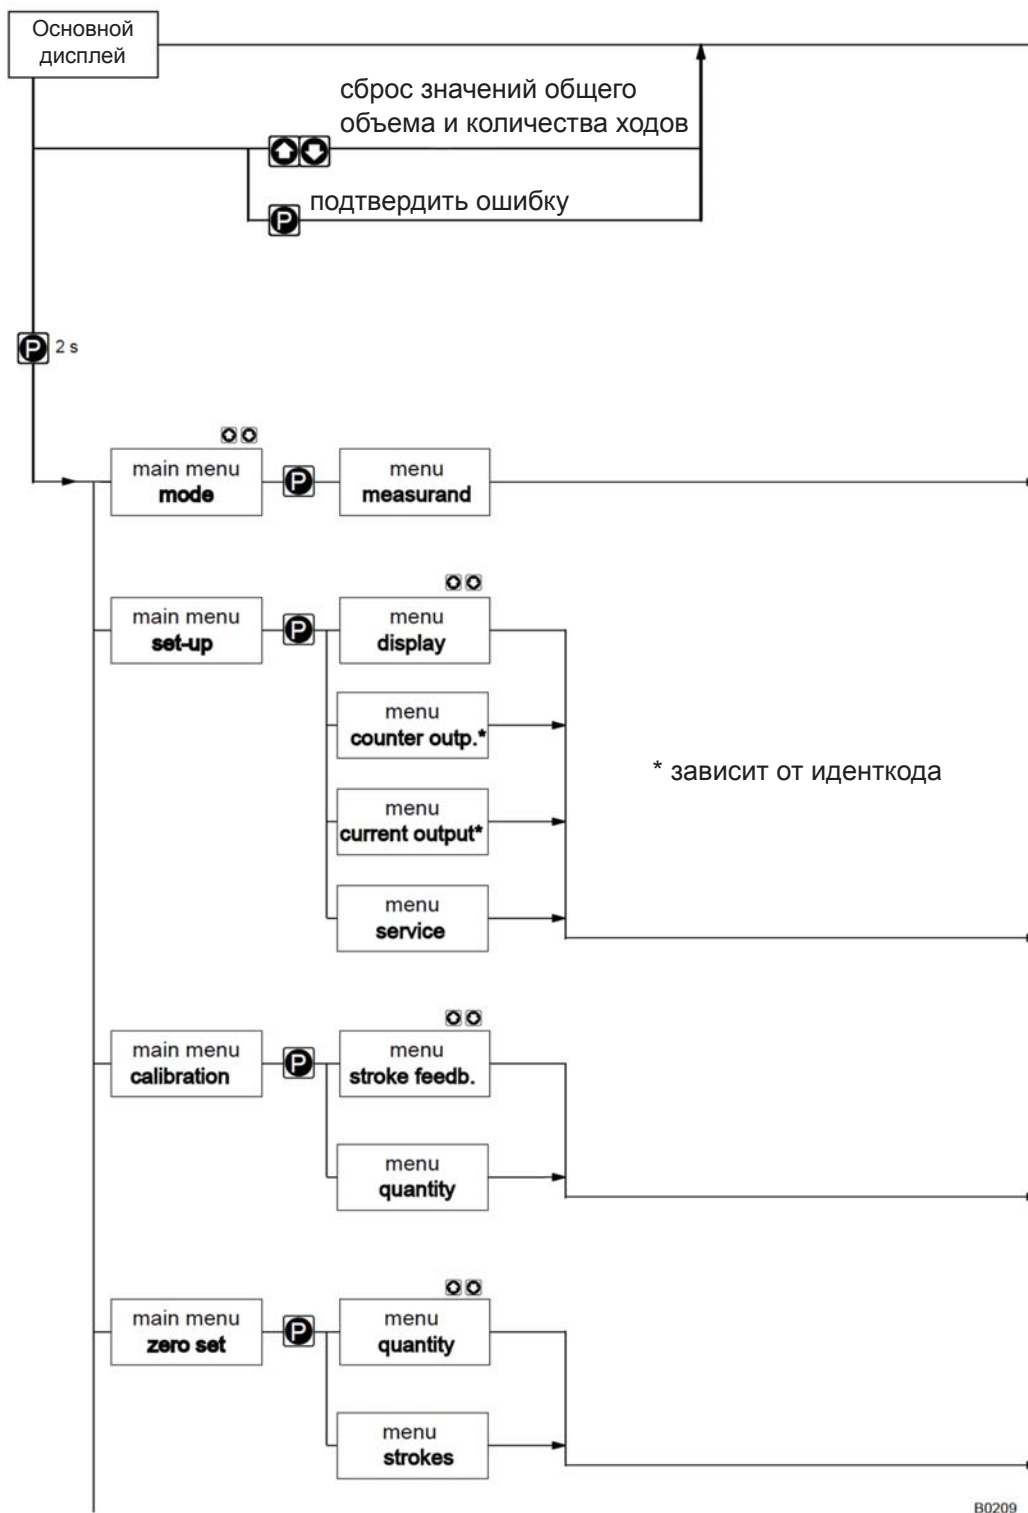 Основной
дисплей
сброс значений общего
объема и количества ходов
P
подтвердить ошибку
P
2 s
main menu
mode
P
menu
measurand
main menu
set-up
P
menu
display
menu
counter outp.*
menu
current output*
menu
service
* зависит от иденткода
main menu
calibration
P
menu
stroke feedb.
menu
quantity
main menu
zero set
P
menu
quantity
menu
strokes
B0209